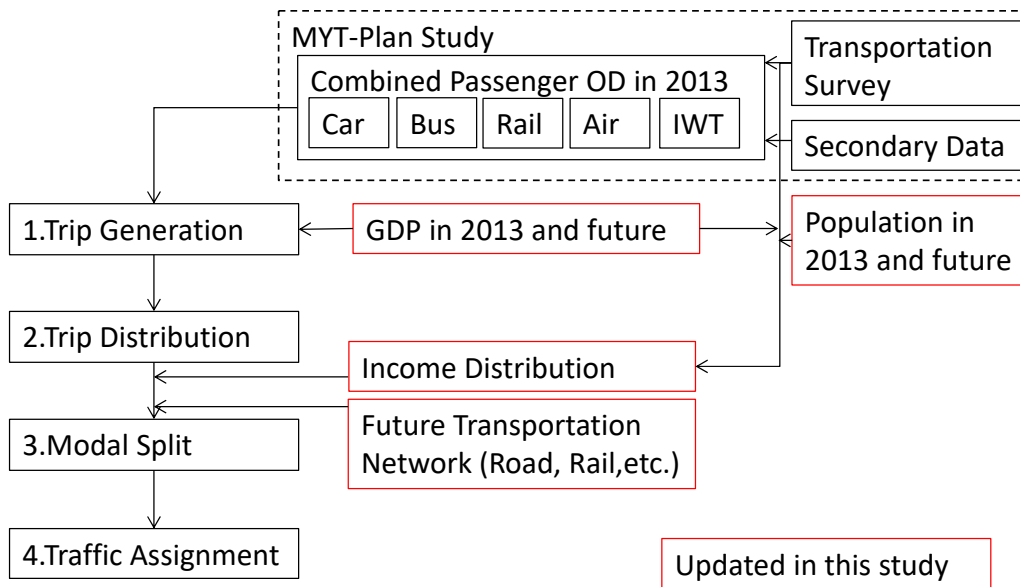 MYT-Plan Study
Combined Passenger OD in 2013
Car
Bus
Rail
Air
IWT
Transportation
Survey
Secondary Data
1.Trip Generation
GDP in 2013 and future
Population in
2013 and future
2.Trip Distribution
Income Distribution
3.Modal Split
Future Transportation
Network (Road, Rail,etc.)
4.Traffic Assignment
Updated in this study